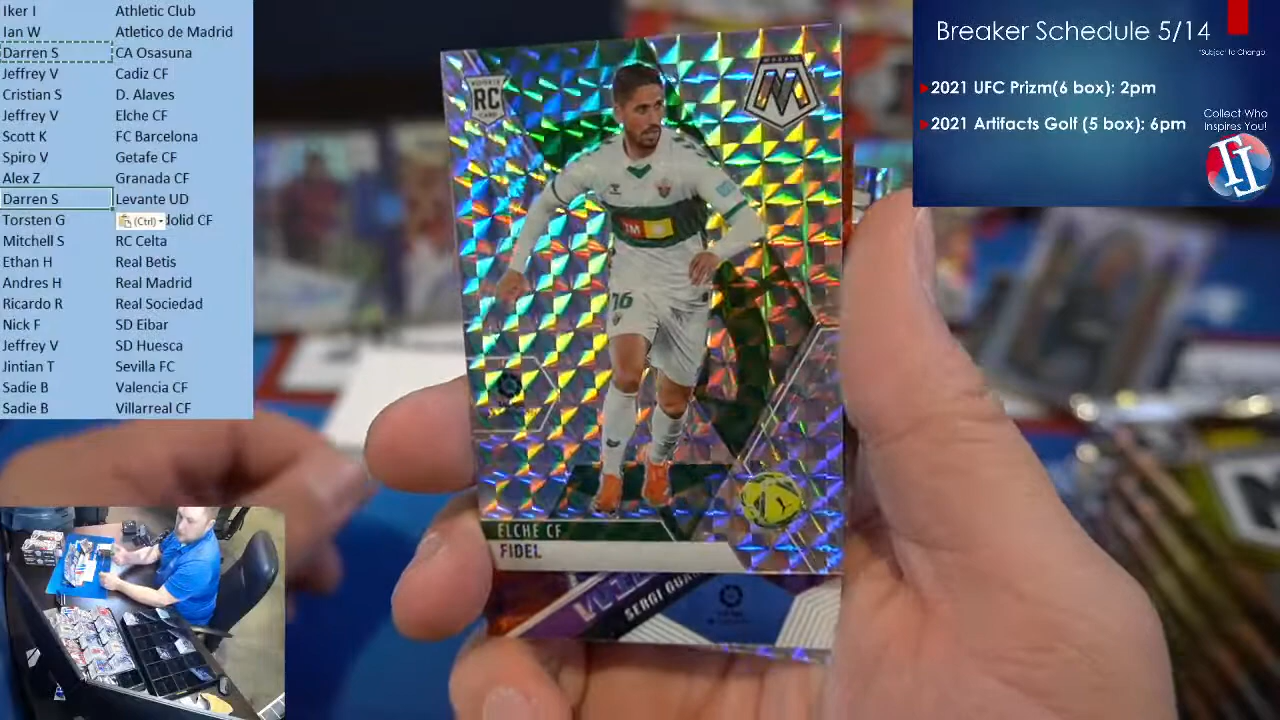 Iker I Athletic Club
Ian W Atletico de Madrid
Darren S CA Osasuna
Jeffrey V Cadiz CF
Cristian S D. Alaves
Jeffrey V Elche CF
Scott K FC Barcelona
Spiro V Getafe CF
Alex Z Granada CF
Darren S Levante UD
Torsten G (Ctrl) dolid CF
Mitchell S RC Celta
Ethan H Real Betis
Andres H Real Madrid
Ricardo R Real Sociedad
Nick F SD Eibar
Jeffrey V SD Huesca
Jintian T Sevilla FC
Sadie B Valencia CF
Sadie B Villarreal CF
Breaker Schedule 5/14
*Subject to Change
2021 UFC Prizm(6 box): 2pm
2021 Artifacts Golf (5 box): 6pm
Collect Who
Inspires You!
RC
MOSAIC
TM
16
ELCHE CF
FIDEL
SERGI